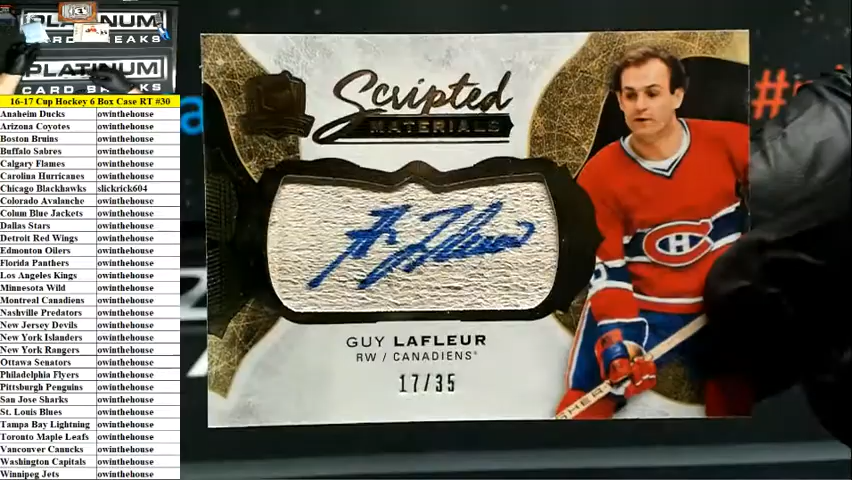 PLATINUM
CARD BREAKS
PLATINUM
CARD BREAKS
16-17 Cup Hockey 6 Box Case RT #30
Anaheim Ducks owinthehouse
Arizona Coyotes owinthehouse
Boston Bruins owinthehouse
Buffalo Sabres owinthehouse
Calgary Flames owinthehouse
Carolina Hurricanes owinthehouse
Chicago Blackhawks slickrick604
Colorado Avalanche owinthehouse
Colum Blue Jackets owinthehouse
Dallas Stars owinthehouse
Detroit Red Wings owinthehouse
Edmonton Oilers owinthehouse
Florida Panthers owinthehouse
Los Angeles Kings owinthehouse
Minnesota Wild owinthehouse
Montreal Canadiens owinthehouse
Nashville Predators owinthehouse
New Jersey Devils owinthehouse
New York Islanders owinthehouse
New York Rangers owinthehouse
Ottawa Senators owinthehouse
Philadelphia Flyers owinthehouse
Pittsburgh Penguins owinthehouse
San Jose Sharks owinthehouse
St. Louis Blues owinthehouse
Tampa Bay Lightning owinthehouse
Toronto Maple Leafs owinthehouse
Vancouver Canucks owinthehouse
Washington Capitals owinthehouse
Winnipeg Jets owinthehouse
Scripted
MATERIALS
GUY LAFLEUR
RW / CANADIENS
17/35
SHER